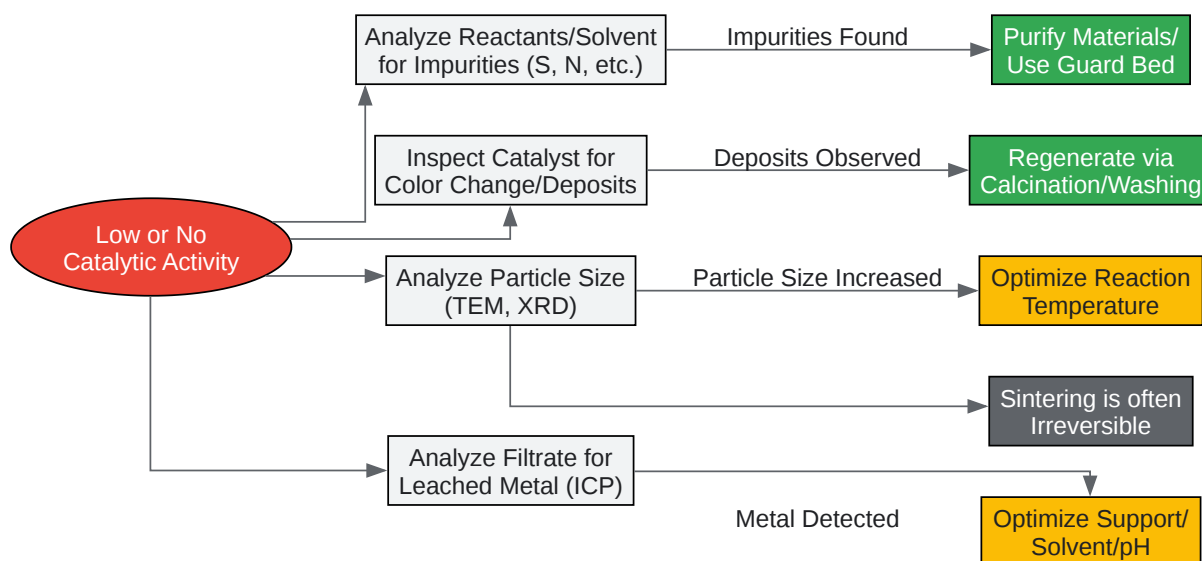 Analyze Reactants/Solvent
for Impurities (S, N, etc.)
Impurities Found
Purify Materials/
Use Guard Bed
Inspect Catalyst for
Color Change/Deposits
Deposits Observed
Regenerate via
Calcination/Washing
Low or No
Catalytic Activity
Analyze Particle Size
(TEM, XRD)
Particle Size Increased
Optimize Reaction
Temperature
Sintering is often
Irreversible
Analyze Filtrate for
Leached Metal (ICP)
Metal Detected
Optimize Support/
Solvent/pH